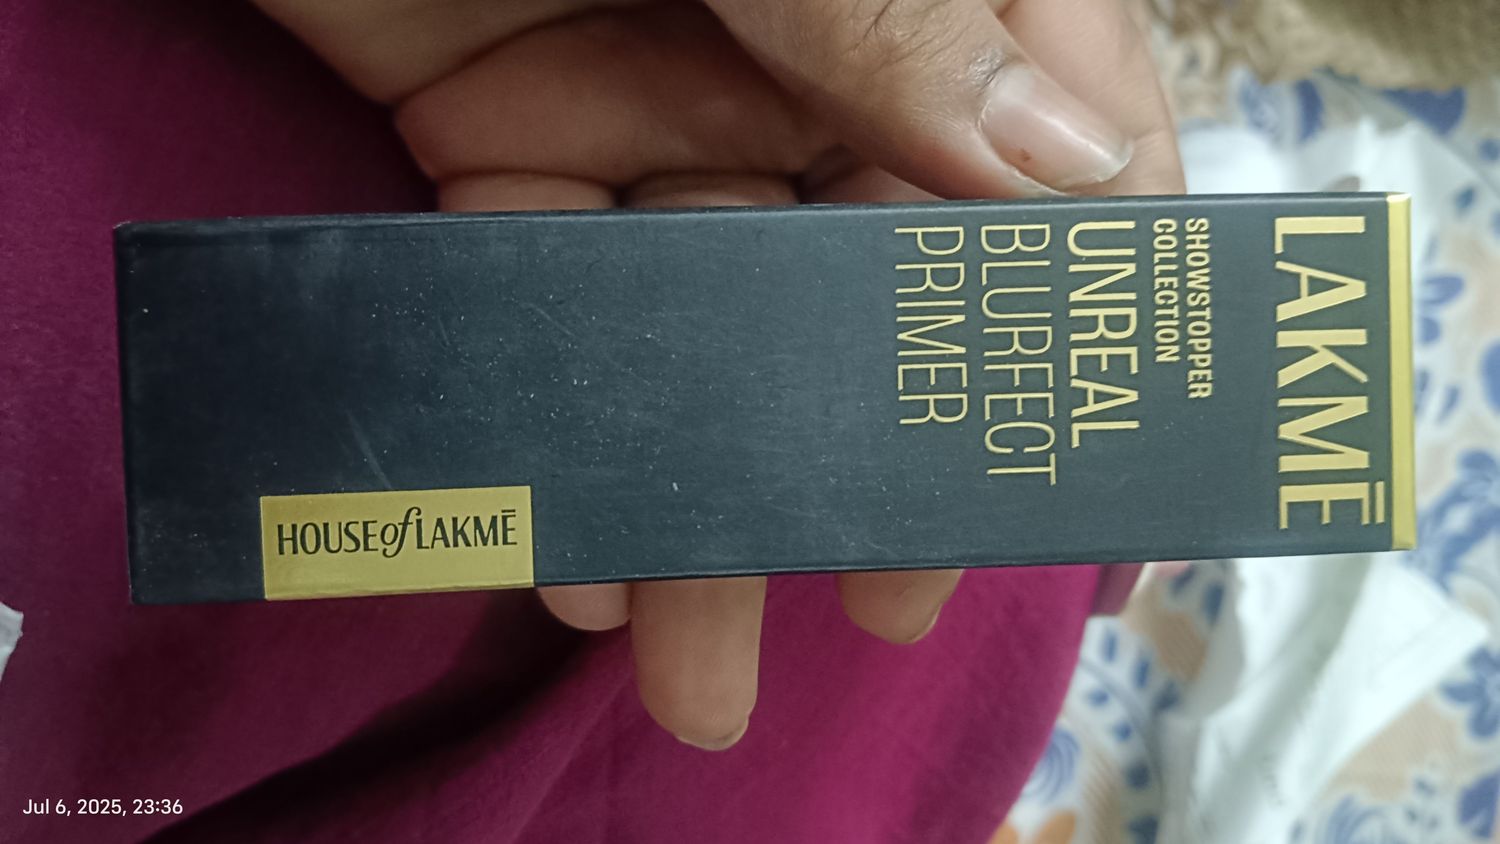 LAKMĒ
SHOWSTOPPER
COLLECTION
UNREAL
BLURFECT
PRIMER
HOUSE of LAKMĒ
Jul 6, 2025, 23:36